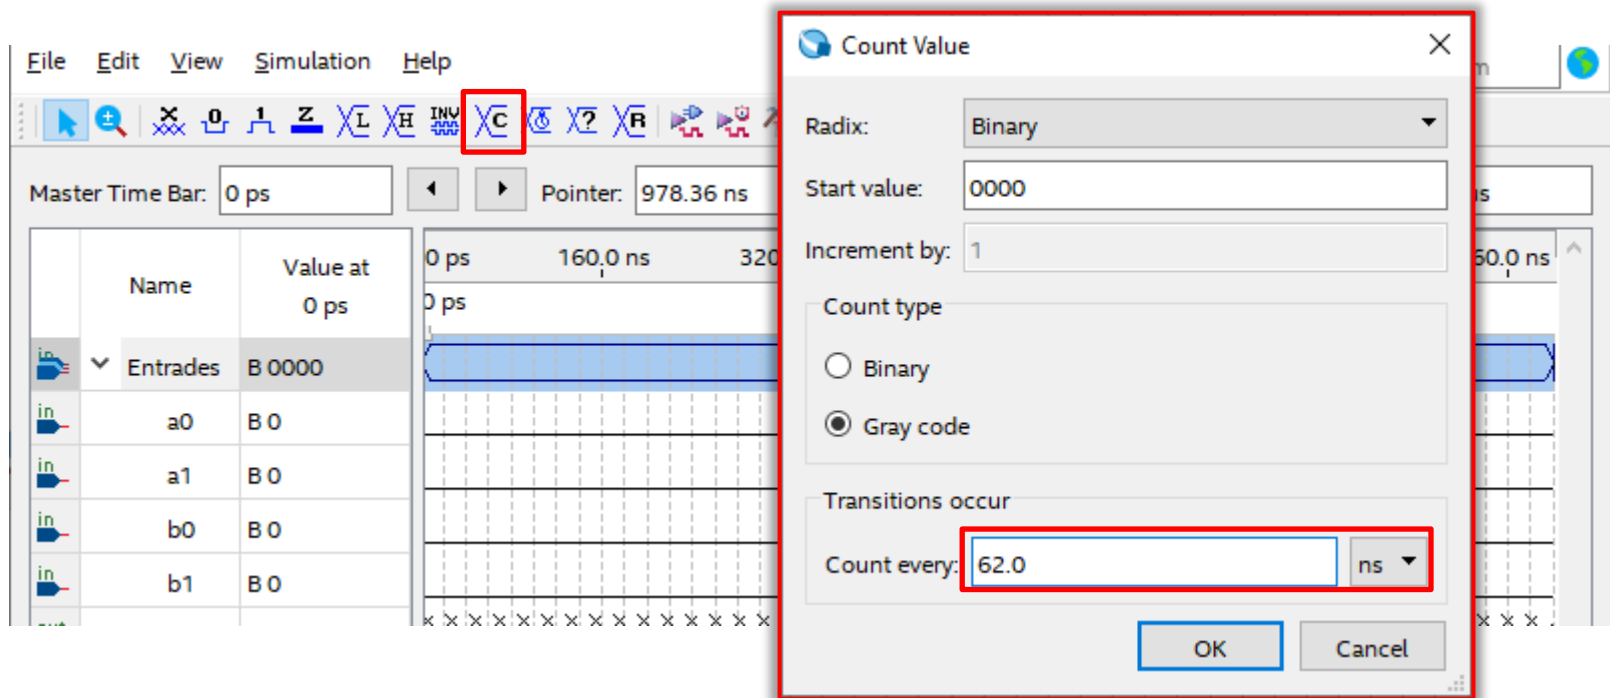 File Edit View Simulation Help
INV C ? R
Master Time Bar: 0 ps
Pointer: 978.36 ns
Name
Value at
0 ps
0 ps
160.0 ns
0 ps
Entrades B 0000
a0 B 0
a1 B 0
b0 B 0
b1 B 0
Count Value
Radix: Binary
Start value: 0000
Increment by: 1
Count type
Binary
Gray code
Transitions occur
Count every: 62.0 ns
OK Cancel